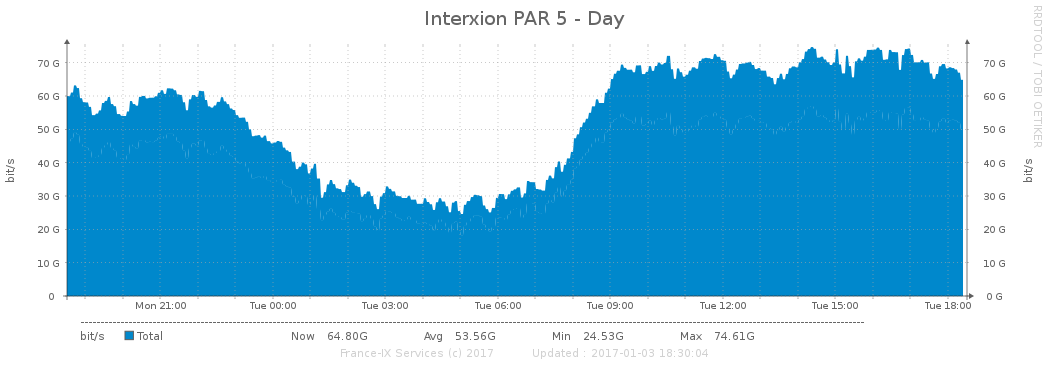 Interxion PAR 5 - Day
RRDTOOL / TOBI OETIKER
bit/s
bit/s
70 G 70 G
60 G 60 G
50 G 50 G
40 G 40 G
30 G 30 G
20 G 20 G
10 G 10 G
0 0 G
Mon 21:00 Tue 00:00 Tue 03:00 Tue 06:00 Tue 09:00 Tue 12:00 Tue 15:00 Tue 18:00
bit/s Total Now 64.80G Avg 53.56G Min 24.53G Max 74.61G
France-IX Services (c) 2017 Updated : 2017-01-03 18:30:04